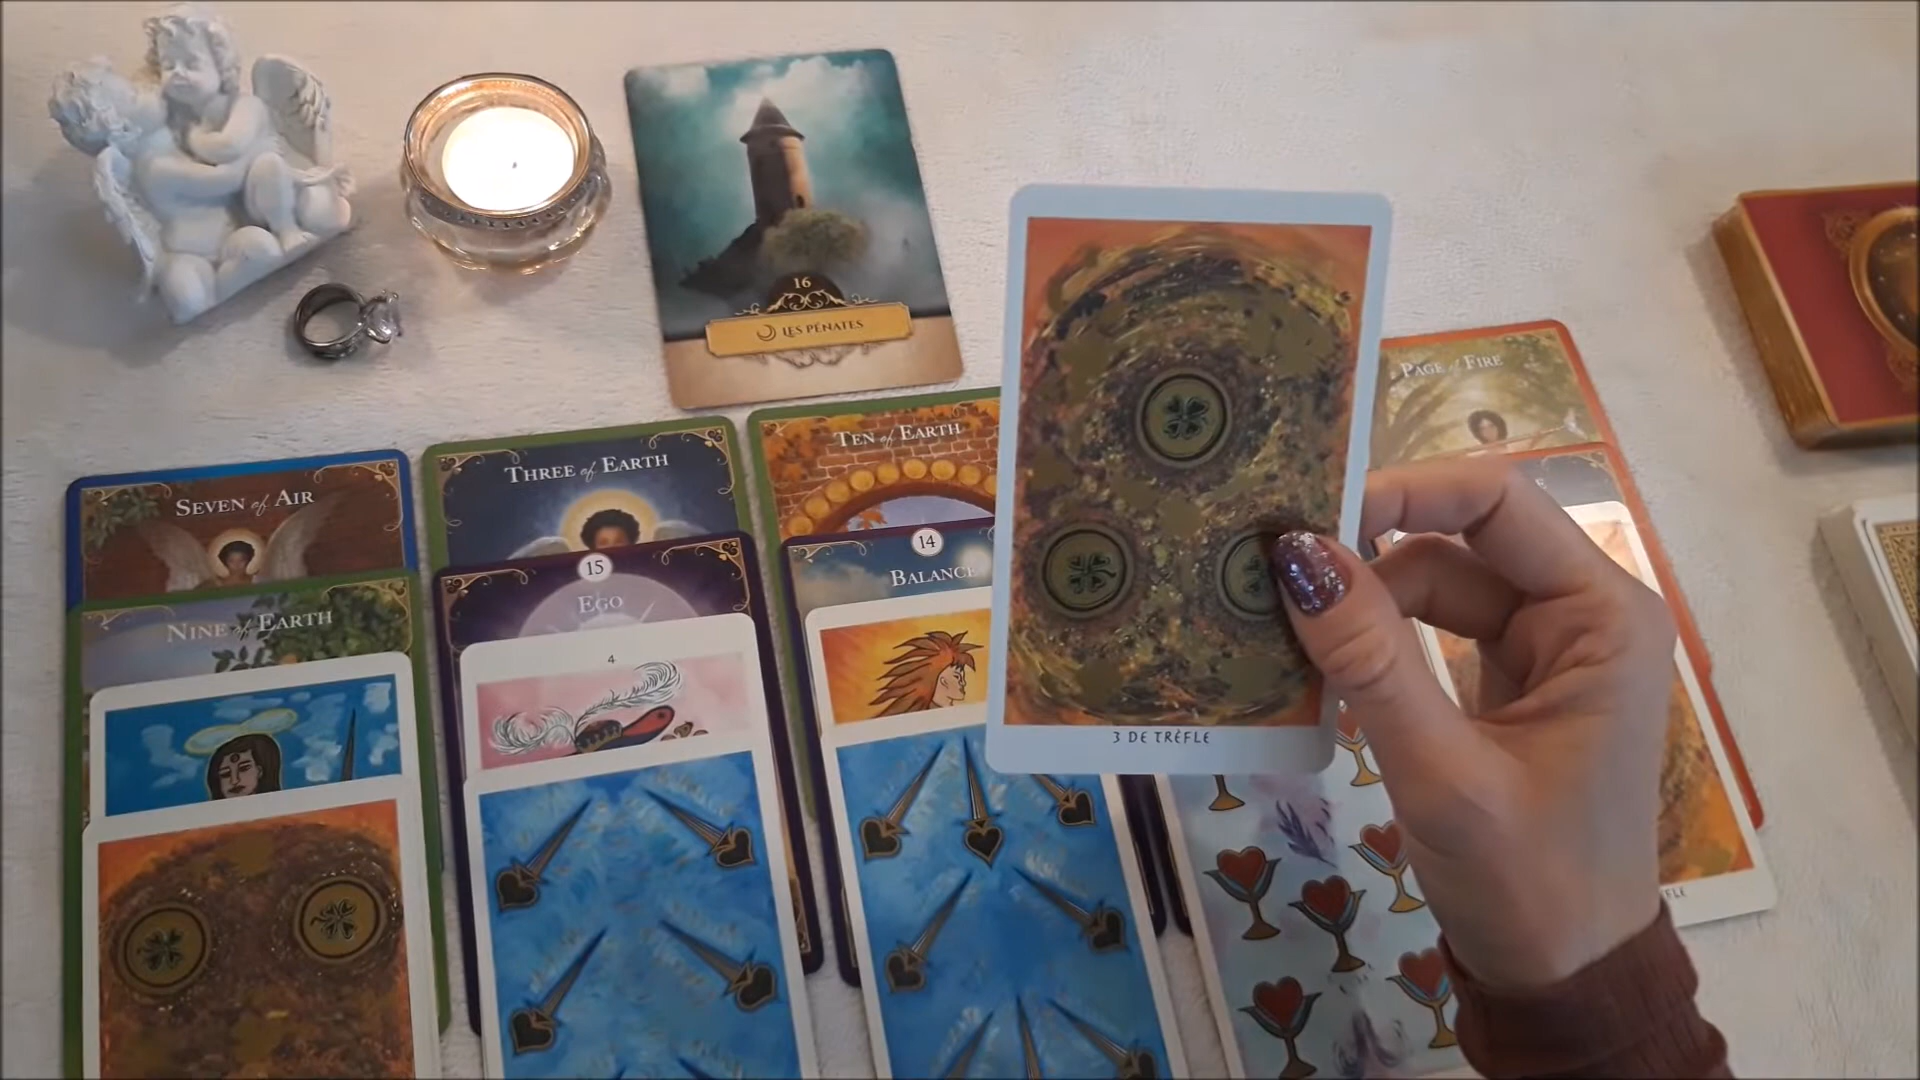 16
LES PÉNATES
PAGE of FIRE
TEN of EARTH
THREE of EARTH
SEVEN of AIR
14
BALANCE
15
EGO
NINE of EARTH
4
3 DE TRÈFLE